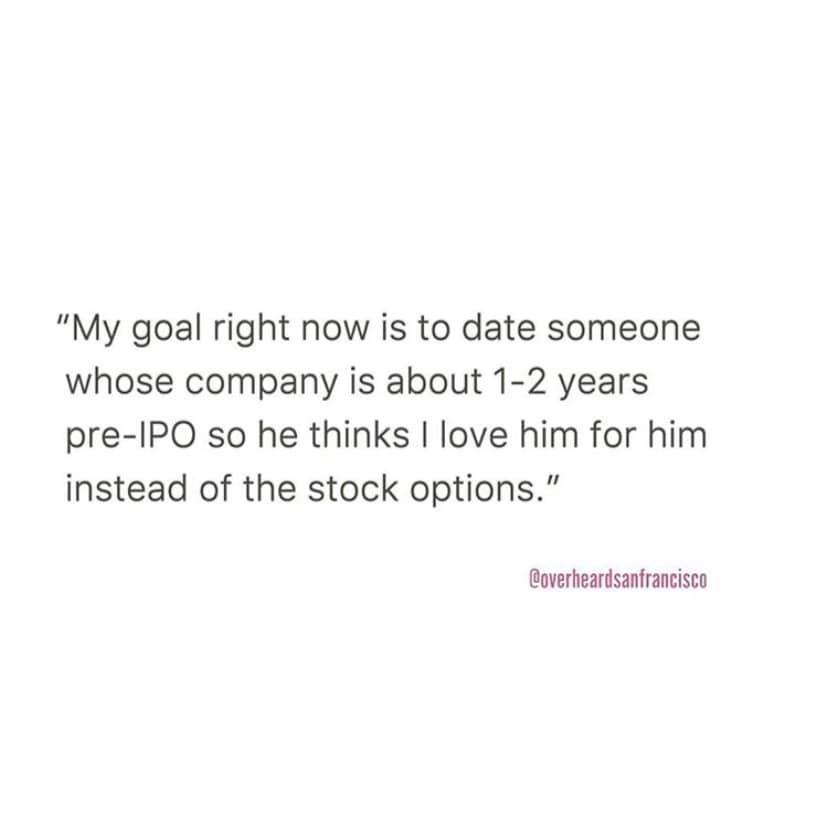 "My goal right now is to date someone
whose company is about 1-2 years
pre-IPO so he thinks I love him for him
instead of the stock options."
@overheardsanfrancisco